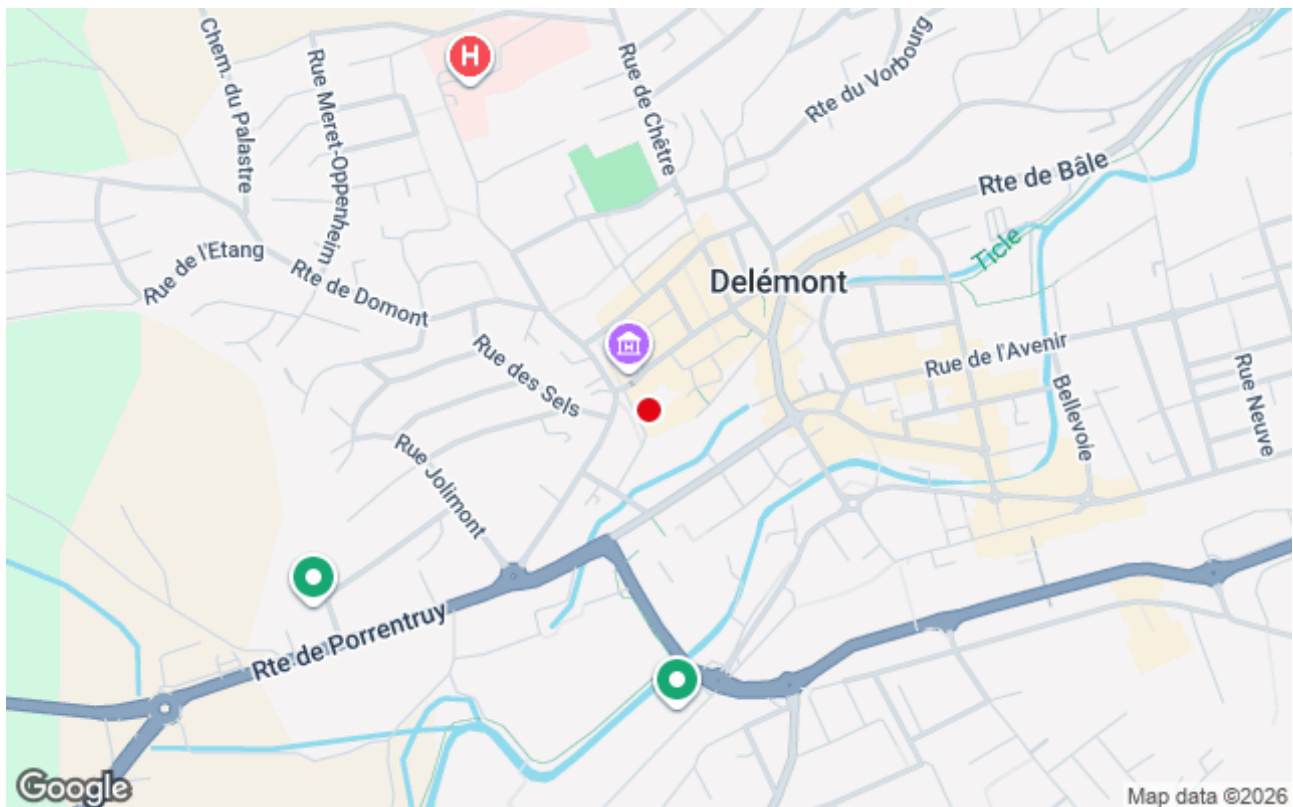 Chem. du Palastre
Rue Meret-Oppenheim
H
Rue de Chêtre
Rte du Vorbourg
Rte de Bâle
Rue de l'Etang
Rte de Domont
Delémont
Ticle
Rue des Sels
Rue de l'Avenir
Bellevoie
Rue Neuve
Rue Jolimont
Rte de Porrentruy
Google
Map data ©2026